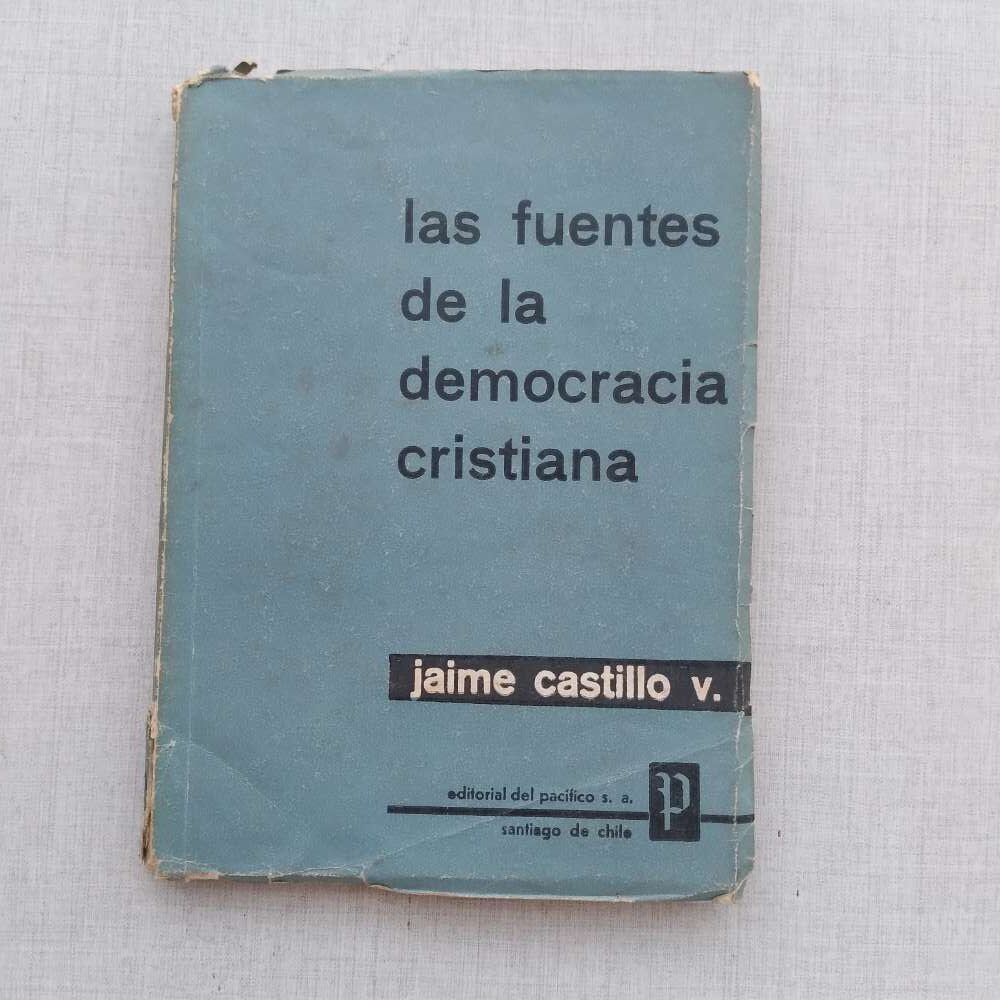 las fuentes
de la
democracia
cristiana
jaime castillo v.
editorial del pacífico s. a.
santiago de chile
P